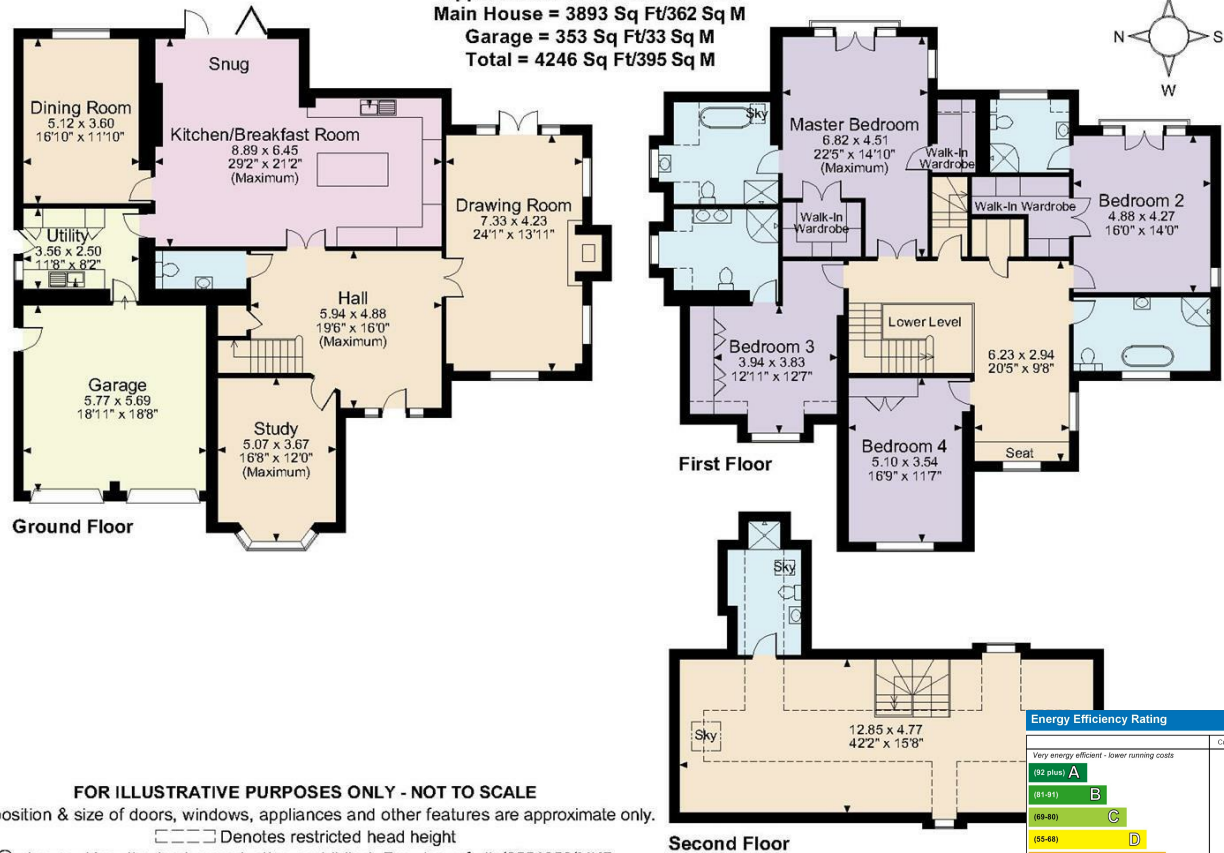 Main House = 3893 Sq Ft/362 Sq M
Garage = 353 Sq Ft/33 Sq M
Total = 4246 Sq Ft/395 Sq M
N
S
W
Snug
Dining Room
5.12 x 3.60
16'10" x 11'10"
Kitchen/Breakfast Room
8.89 x 6.45
29'2" x 21'2"
(Maximum)
Drawing Room
7.33 x 4.23
24'1" x 13'11"
Utility
3.56 x 2.50
11'8" x 8'2"
Hall
5.94 x 4.88
19'6" x 16'0"
(Maximum)
Garage
5.77 x 5.69
18'11" x 18'8"
Study
5.07 x 3.67
16'8" x 12'0"
(Maximum)
Ground Floor
Sky
Master Bedroom
6.82 x 4.51
22'5" x 14'10"
(Maximum)
Walk-In
Wardrobe
Walk-In
Wardrobe
Walk-In Wardrobe
Bedroom 2
4.88 x 4.27
16'0" x 14'0"
Bedroom 3
3.94 x 3.83
12'11" x 12'7"
Lower Level
6.23 x 2.94
20'5" x 9'8"
Bedroom 4
5.10 x 3.54
16'9" x 11'7"
Seat
First Floor
Sky
Sky
12.85 x 4.77
42'2" x 15'8"
Second Floor
FOR ILLUSTRATIVE PURPOSES ONLY - NOT TO SCALE
osition & size of doors, windows, appliances and other features are approximate only.
Denotes restricted head height
Energy Efficiency Rating
Very energy efficient - lower running costs
(92 plus) A
(81-91) B
(69-80) C
(55-68) D